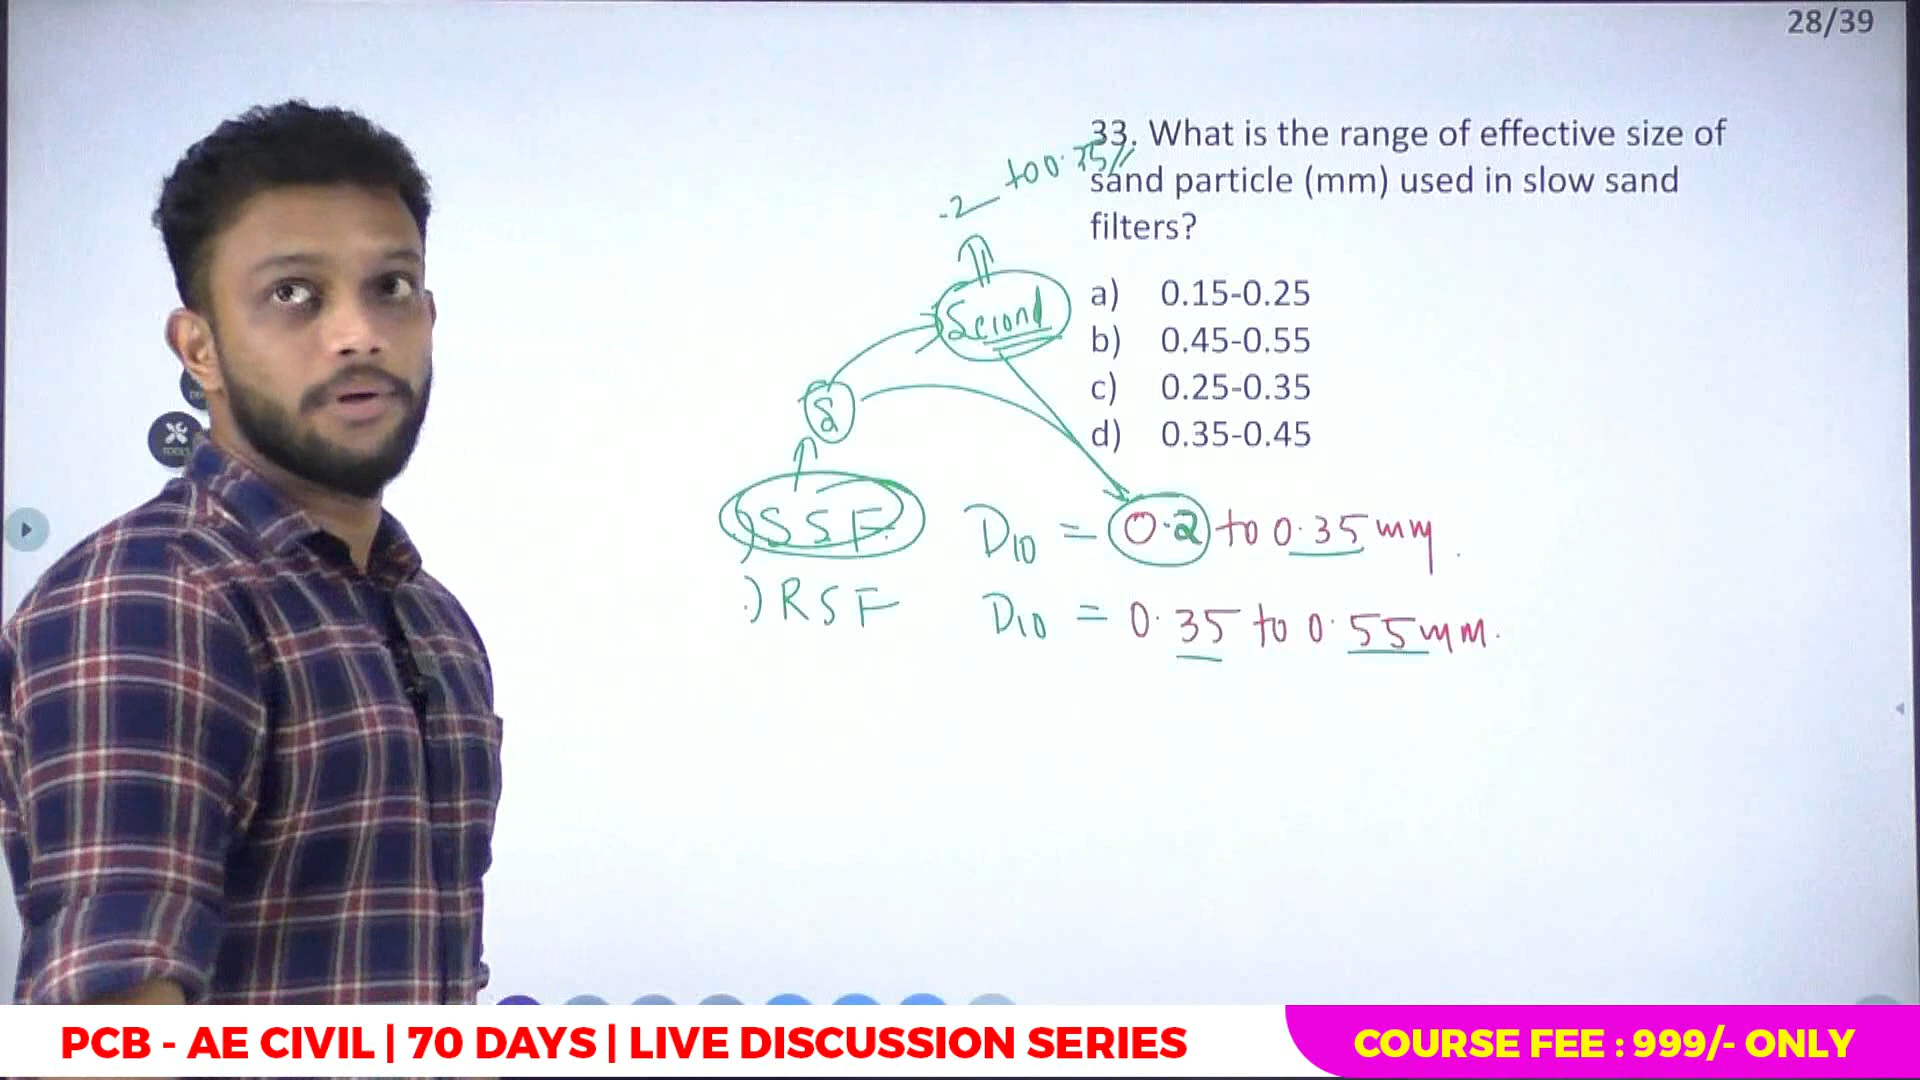 28/39
33. What is the range of effective size of
sand particle (mm) used in slow sand
filters?
.2 to 0.35
a) 0.15-0.25
b) 0.45-0.55
c) 0.25-0.35
d) 0.35-0.45
Second
S
SSF D10 = 0.2 to 0.35 mm.
RSF D10 = 0.35 to 0.55 mm.
TOOLS
PCB - AE CIVIL | 70 DAYS | LIVE DISCUSSION SERIES
COURSE FEE : 999/- ONLY